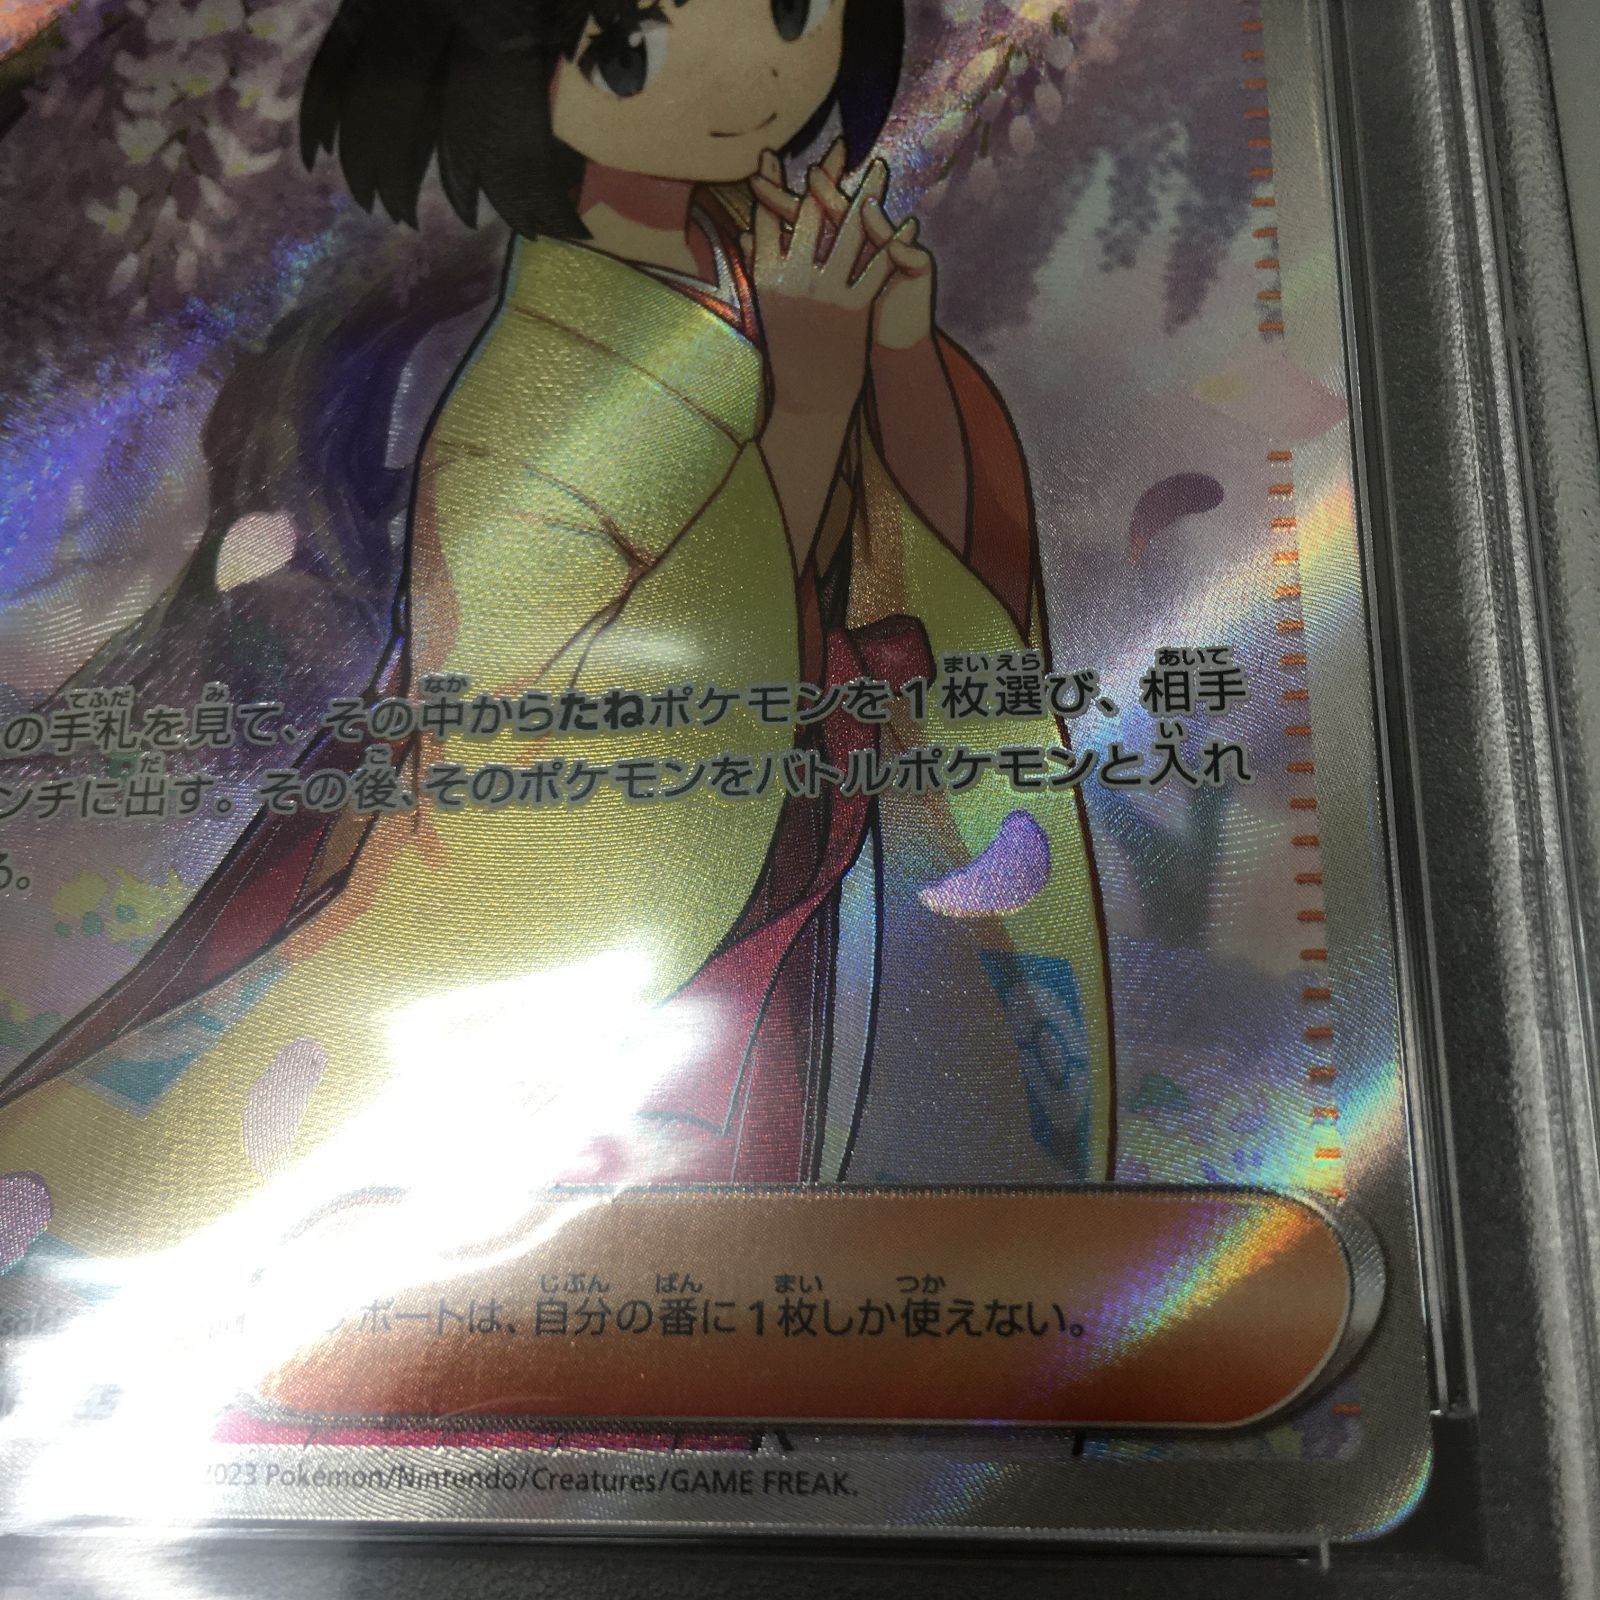 の手札を見て、その中からたねポケモンを1枚選び、相手
ンチに出す。その後、そのポケモンをバトルポケモンと入れ
る。
ポートは、自分の番に1枚しか使えない。
2023 Pokémon/Nintendo/Creatures/GAME FREAK.